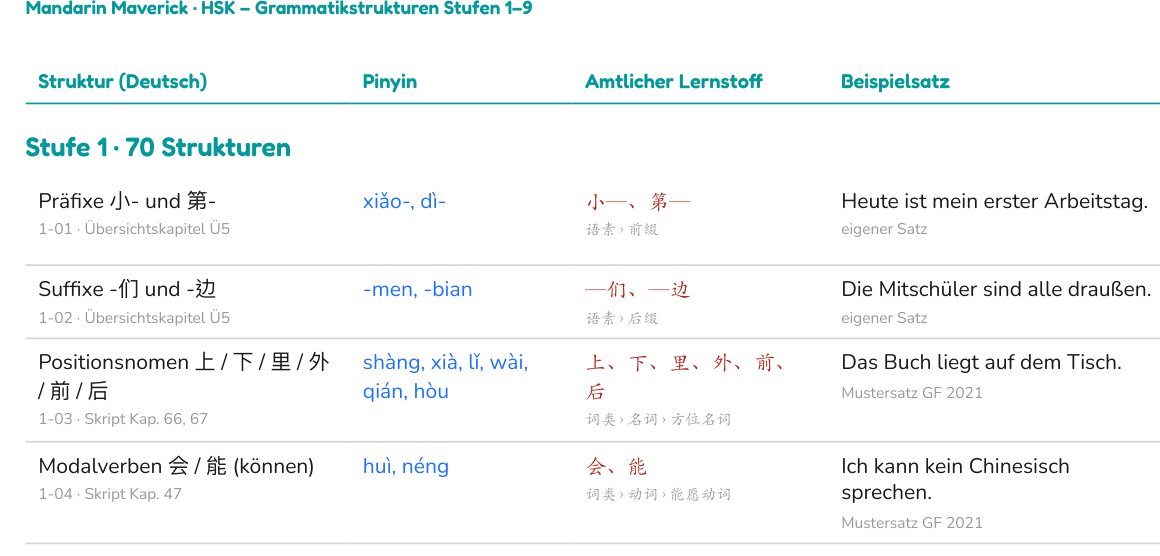 Mandarin Maverick · HSK – Grammatikstrukturen Stufen 1–9
Struktur (Deutsch) Pinyin Amtlicher Lernstoff Beispielsatz
Stufe 1 · 70 Strukturen
Präfixe 小- und 第- xiǎo-, dì- 小—、第— Heute ist mein erster Arbeitstag.
1-01 · Übersichtskapitel Ü5 语素 › 前缀 eigener Satz
Suffixe -们 und -边 -men, -bian —们、—边 Die Mitschüler sind alle draußen.
1-02 · Übersichtskapitel Ü5 语素 › 后缀 eigener Satz
Positionsnomen 上 / 下 / 里 / 外 shàng, xià, lǐ, wài, 上、下、里、外、前、 Das Buch liegt auf dem Tisch.
/ 前 / 后 qián, hòu 后 Mustersatz GF 2021
1-03 · Skript Kap. 66, 67 词类 › 名词 › 方位名词
Modalverben 会 / 能 (können) huì, néng 会、能 Ich kann kein Chinesisch
1-04 · Skript Kap. 47 词类 › 动词 › 能愿动词 sprechen.
Mustersatz GF 2021